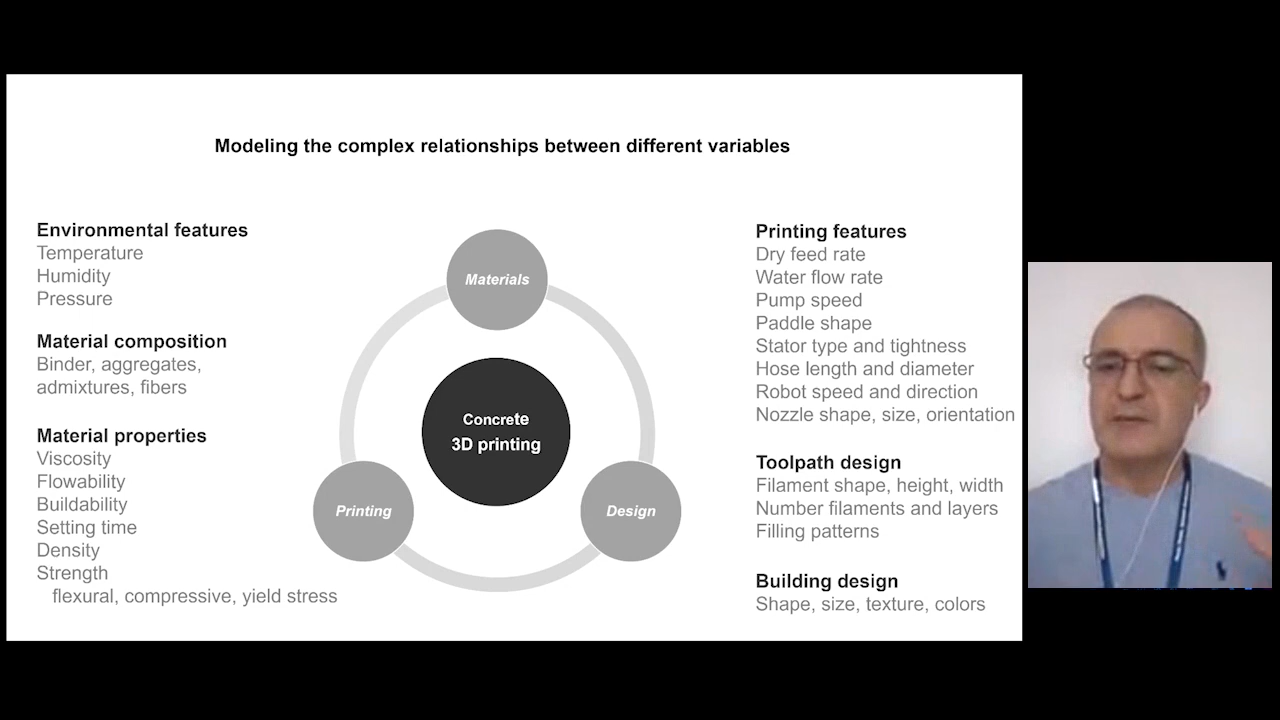 Modeling the complex relationships between different variables
Environmental features
Temperature
Humidity
Pressure
Material composition
Binder, aggregates,
admixtures, fibers
Material properties
Viscosity
Flowability
Buildability
Setting time
Density
Strength
flexural, compressive, yield stress
Materials
Concrete
3D printing
Printing
Design
Printing features
Dry feed rate
Water flow rate
Pump speed
Paddle shape
Stator type and tightness
Hose length and diameter
Robot speed and direction
Nozzle shape, size, orientation
Toolpath design
Filament shape, height, width
Number filaments and layers
Filling patterns
Building design
Shape, size, texture, colors